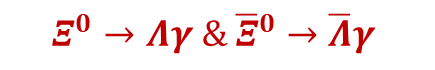 𝜩⁰ → 𝜦𝜸 & 𝜩̅⁰ → 𝜦̅𝜸